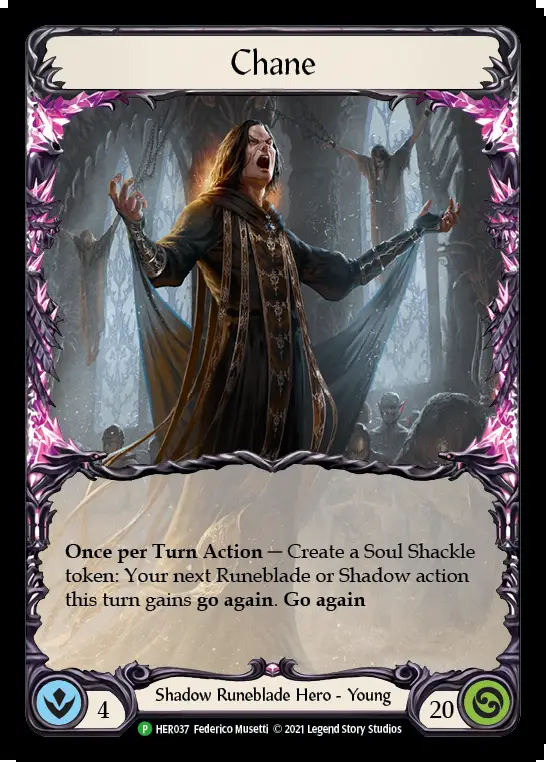 Chane
Once per Turn Action — Create a Soul Shackle
token: Your next Runeblade or Shadow action
this turn gains go again. Go again
Shadow Runeblade Hero - Young
4
20
P HER037 Federico Musetti © 2021 Legend Story Studios